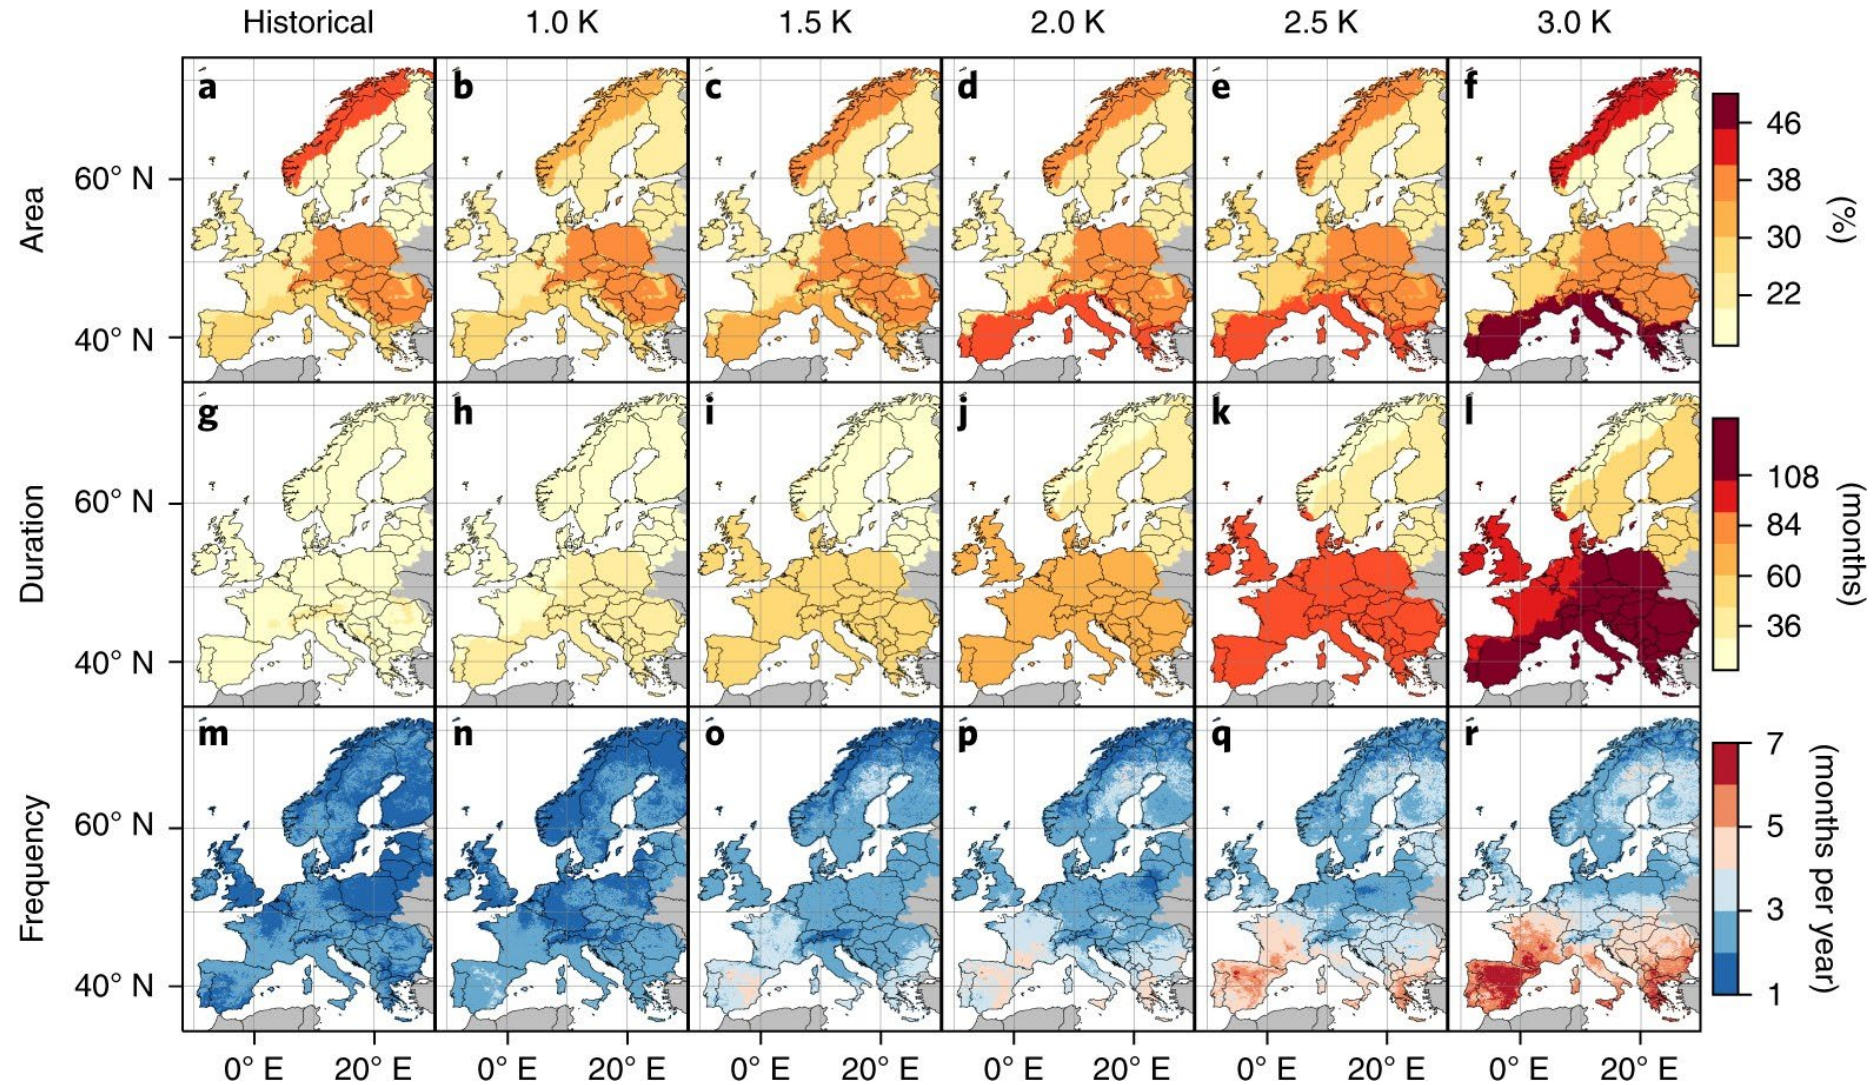 Historical 1.0 K 1.5 K 2.0 K 2.5 K 3.0 K
a b c d e f
Area
60° N
40° N
46
38
30
22
(%)
g h i j k l
Duration
60° N
40° N
108
84
60
36
(months)
m n o p q r
Frequency
60° N
40° N
7
5
3
1
(months per year)
0° E 20° E 0° E 20° E 0° E 20° E 0° E 20° E 0° E 20° E 0° E 20° E